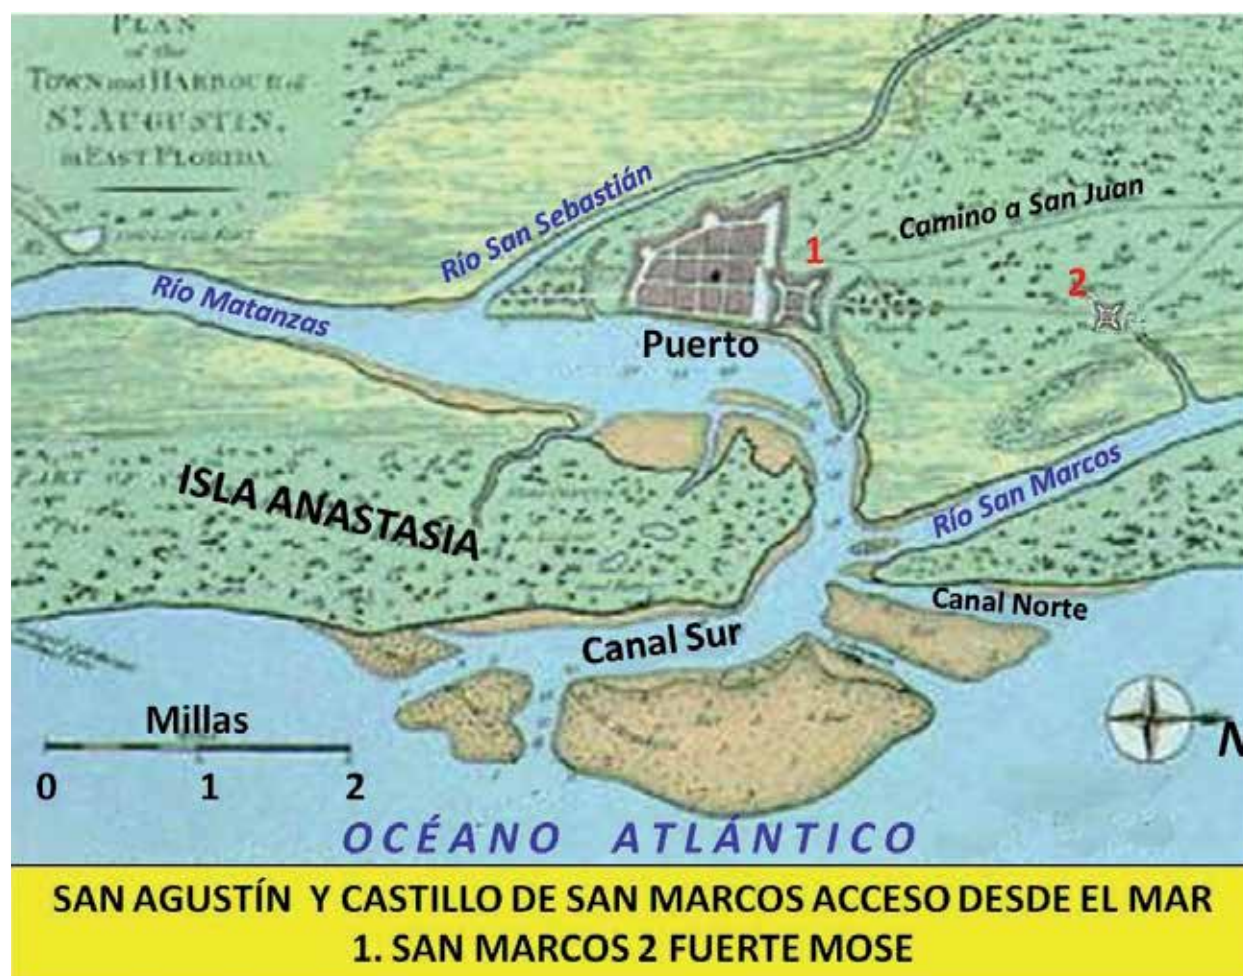 PLAN
of the
TOWN and HARBOUR of
ST. AUGUSTIN,
in EAST FLORIDA
Río San Sebastián
Camino a San Juan
1
2
Río Matanzas
Puerto
ISLA ANASTASIA
Río San Marcos
Canal Norte
Canal Sur
Millas
0 1 2
N
OCÉANO ATLÁNTICO
SAN AGUSTÍN Y CASTILLO DE SAN MARCOS ACCESO DESDE EL MAR
1. SAN MARCOS 2 FUERTE MOSE